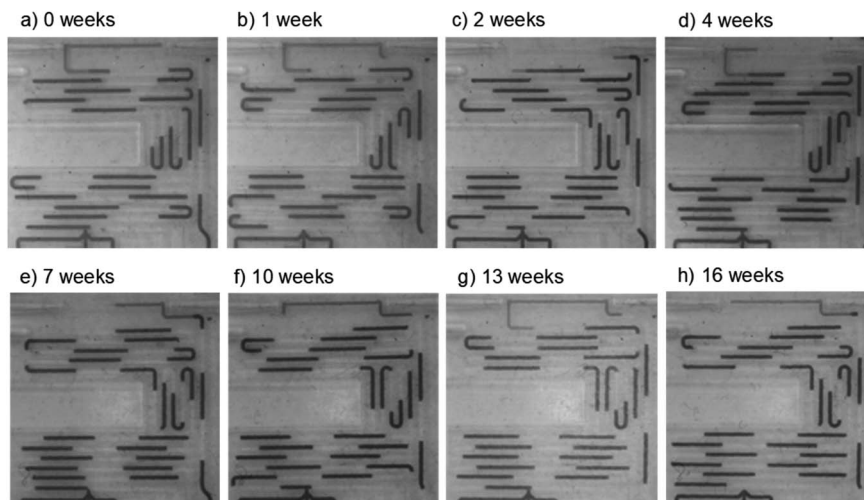 a) 0 weeks
b) 1 week
c) 2 weeks
d) 4 weeks
e) 7 weeks
f) 10 weeks
g) 13 weeks
h) 16 weeks